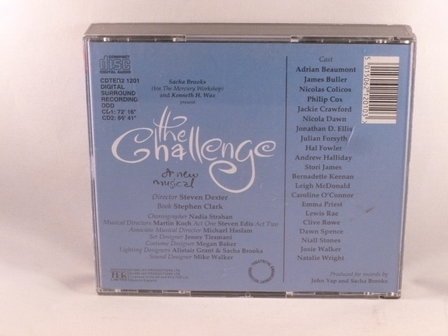 COMPACT
disc
DIGITAL AUDIO
CDTEM2 1201
DIGITAL
SURROUND
RECORDING
DDD
CD1: 72' 16"
CD2: 64' 41"
Sacha Brooks
(for The Mercury Workshop)
and Kenneth H. Wax
present
the
Challenge
a new
musical
Director Steven Dexter
Book Stephen Clark
Choreographer Nadia Strahan
Musical Directors Martin Koch Act One Steven Edis Act Two
Associate Musical Director Michael Haslam
Set Designer Jenny Tiramani
Costume Designer Megan Baker
Lighting Designers Alistair Grant & Sacha Brooks
Sound Designer Mike Walker
Cast
Adrian Beaumont
James Buller
Nicolas Colicos
Philip Cox
Jackie Crawford
Nicola Dawn
Jonathan D. Ellis
Julian Forsyth
Hal Fowler
Andrew Halliday
Stori James
Bernadette Keenan
Leigh McDonald
Caroline O'Connor
Emma Priest
Lewis Rae
Clive Rowe
Dawn Spence
Niall Stones
Josie Walker
Natalie Wright
Produced for records by
John Yap and Sacha Brooks